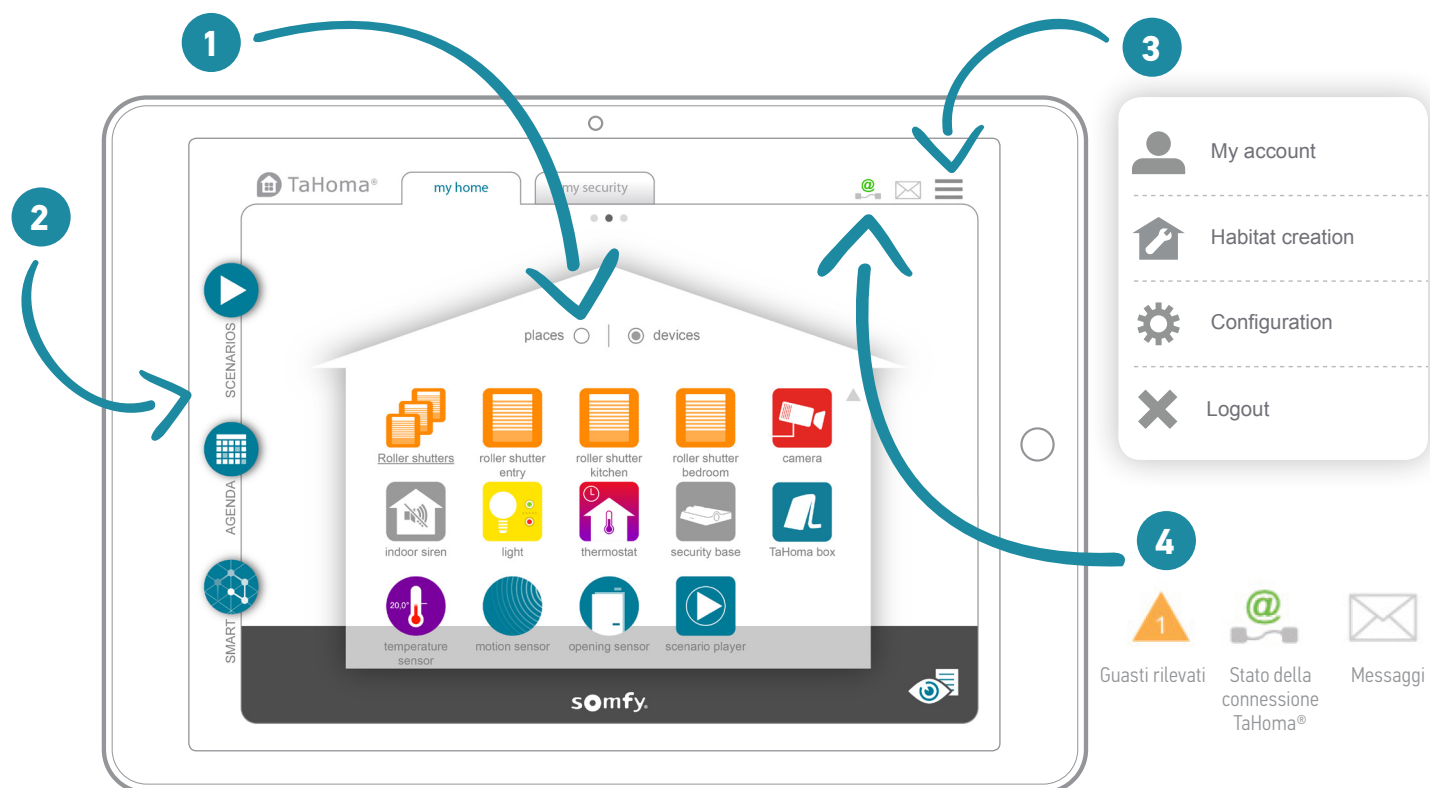 1
3
2
TaHoma®
my home
my security
@
places
devices
SCENARIOS
AGENDA
SMART
Roller shutters
roller shutter
entry
roller shutter
kitchen
roller shutter
bedroom
camera
indoor siren
light
thermostat
security base
TaHoma box
20,0°
temperature
sensor
motion sensor
opening sensor
scenario player
somfy.
My account
Habitat creation
Configuration
Logout
4
1
@
Guasti rilevati
Stato della
connessione
TaHoma®
Messaggi